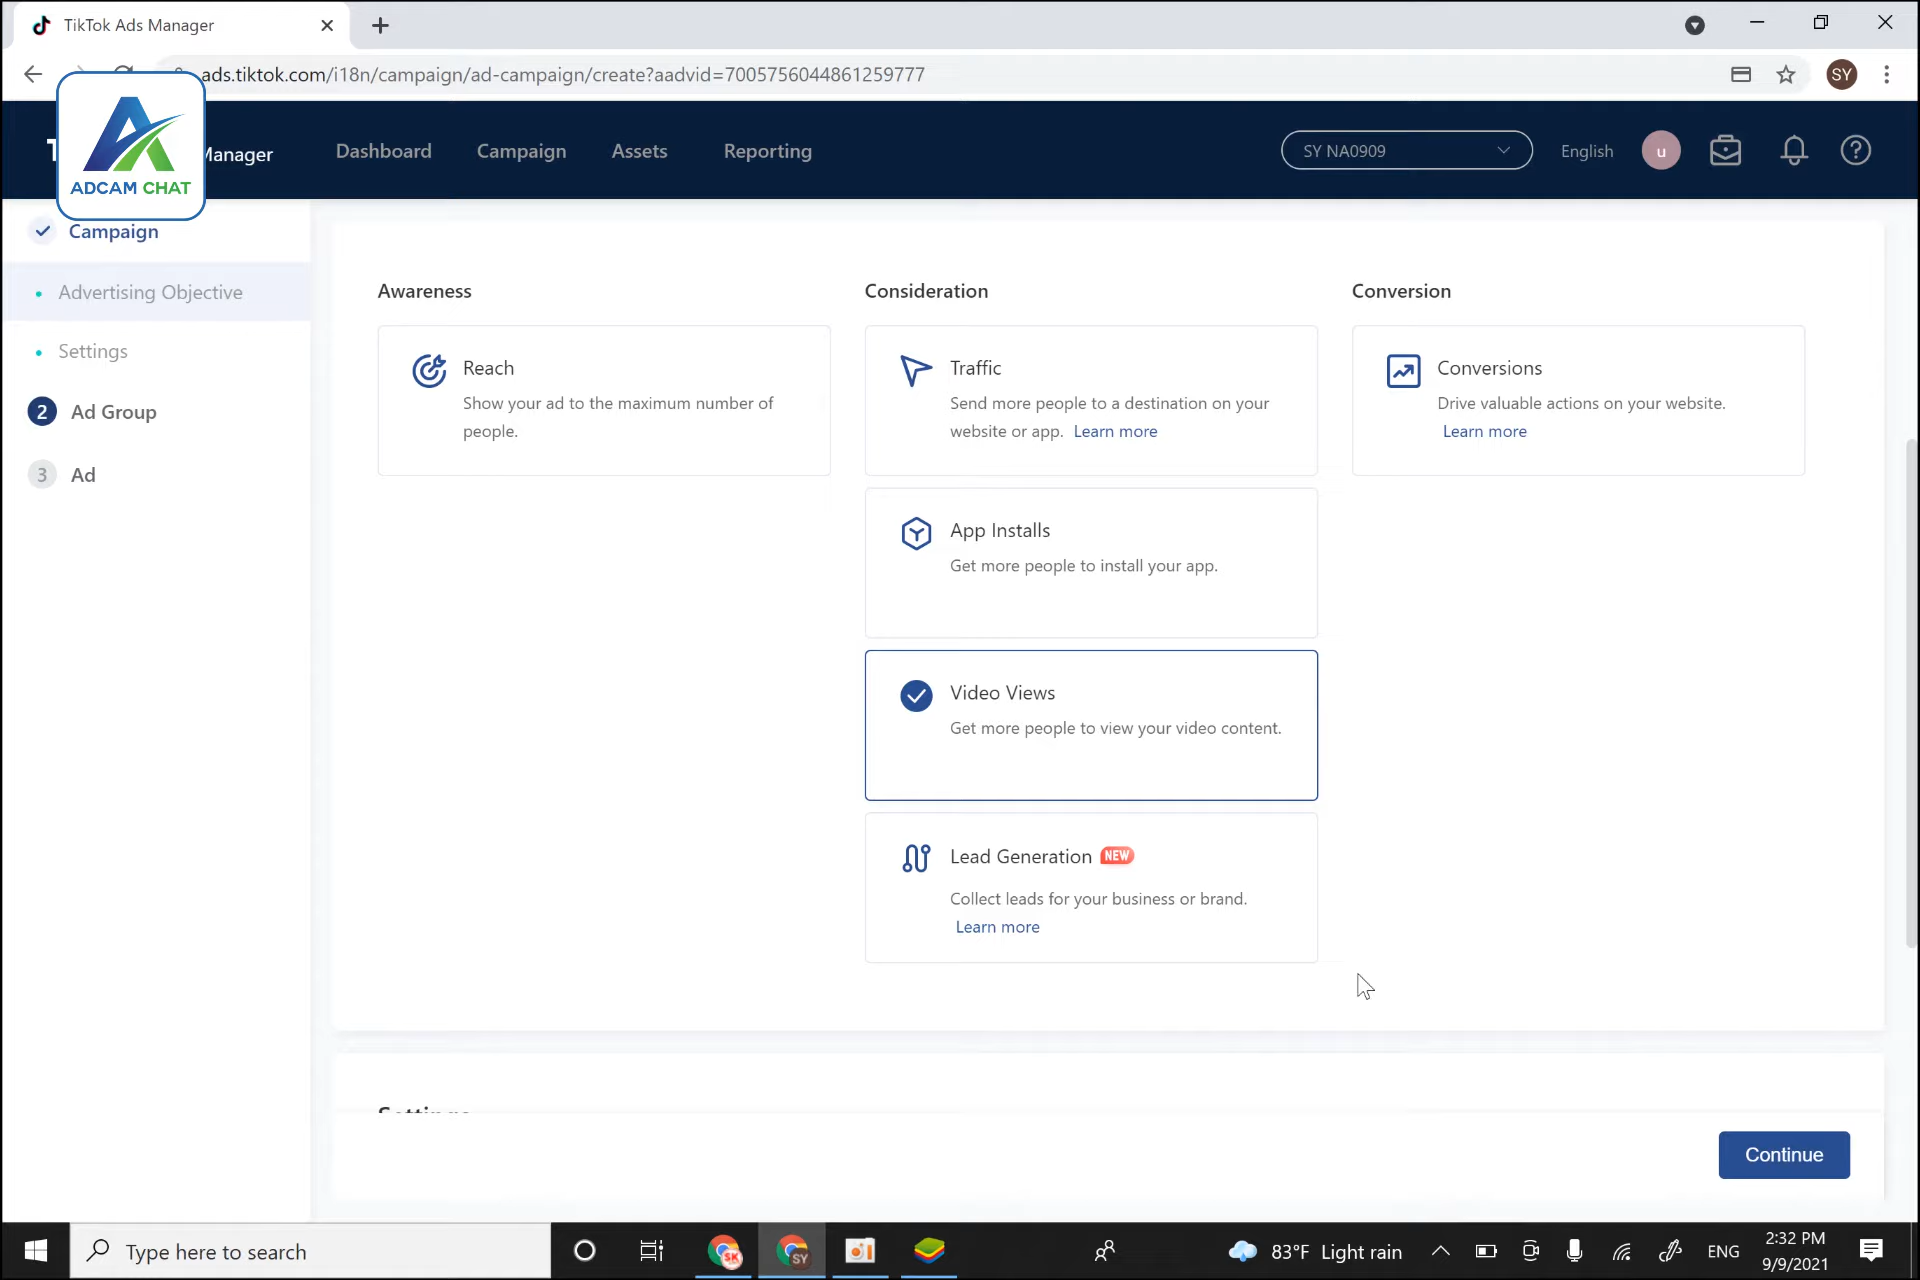 TikTok Ads Manager
ads.tiktok.com/i18n/campaign/ad-campaign/create?aadvid=7005756044861259777
SY
ADCAM CHAT
Manager
Dashboard
Campaign
Assets
Reporting
SY NA0909
English
u
Campaign
Advertising Objective
Settings
2 Ad Group
3 Ad
Awareness
Reach
Show your ad to the maximum number of
people.
Consideration
Traffic
Send more people to a destination on your
website or app. Learn more
App Installs
Get more people to install your app.
Video Views
Get more people to view your video content.
Lead Generation NEW
Collect leads for your business or brand.
Learn more
Conversion
Conversions
Drive valuable actions on your website.
Learn more
Settings
Continue
Type here to search
SK
SY
83°F Light rain
ENG
2:32 PM
9/9/2021